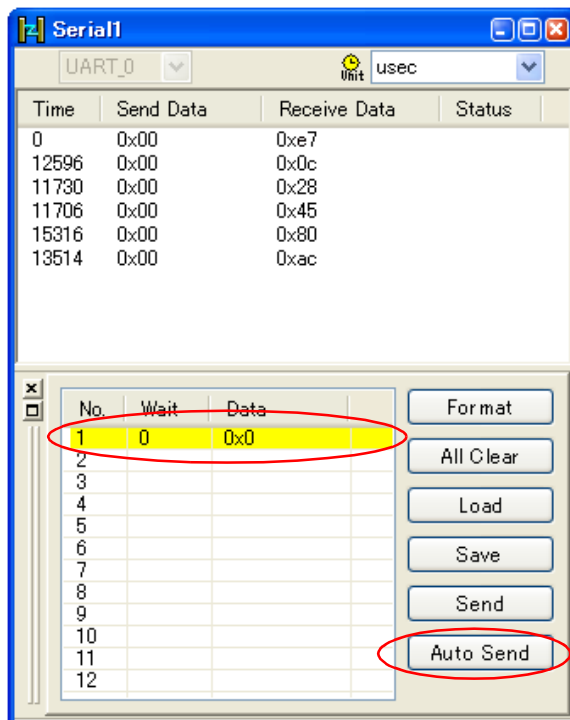 Serial1
UART_0 Unit usec
Time Send Data Receive Data Status
0 0x00 0xe7
12596 0x00 0x0c
11730 0x00 0x28
11706 0x00 0x45
15316 0x00 0x80
13514 0x00 0xac
No. Wait Data
1 0 0x0
2
3
4
5
6
7
8
9
10
11
12
Format
All Clear
Load
Save
Send
Auto Send